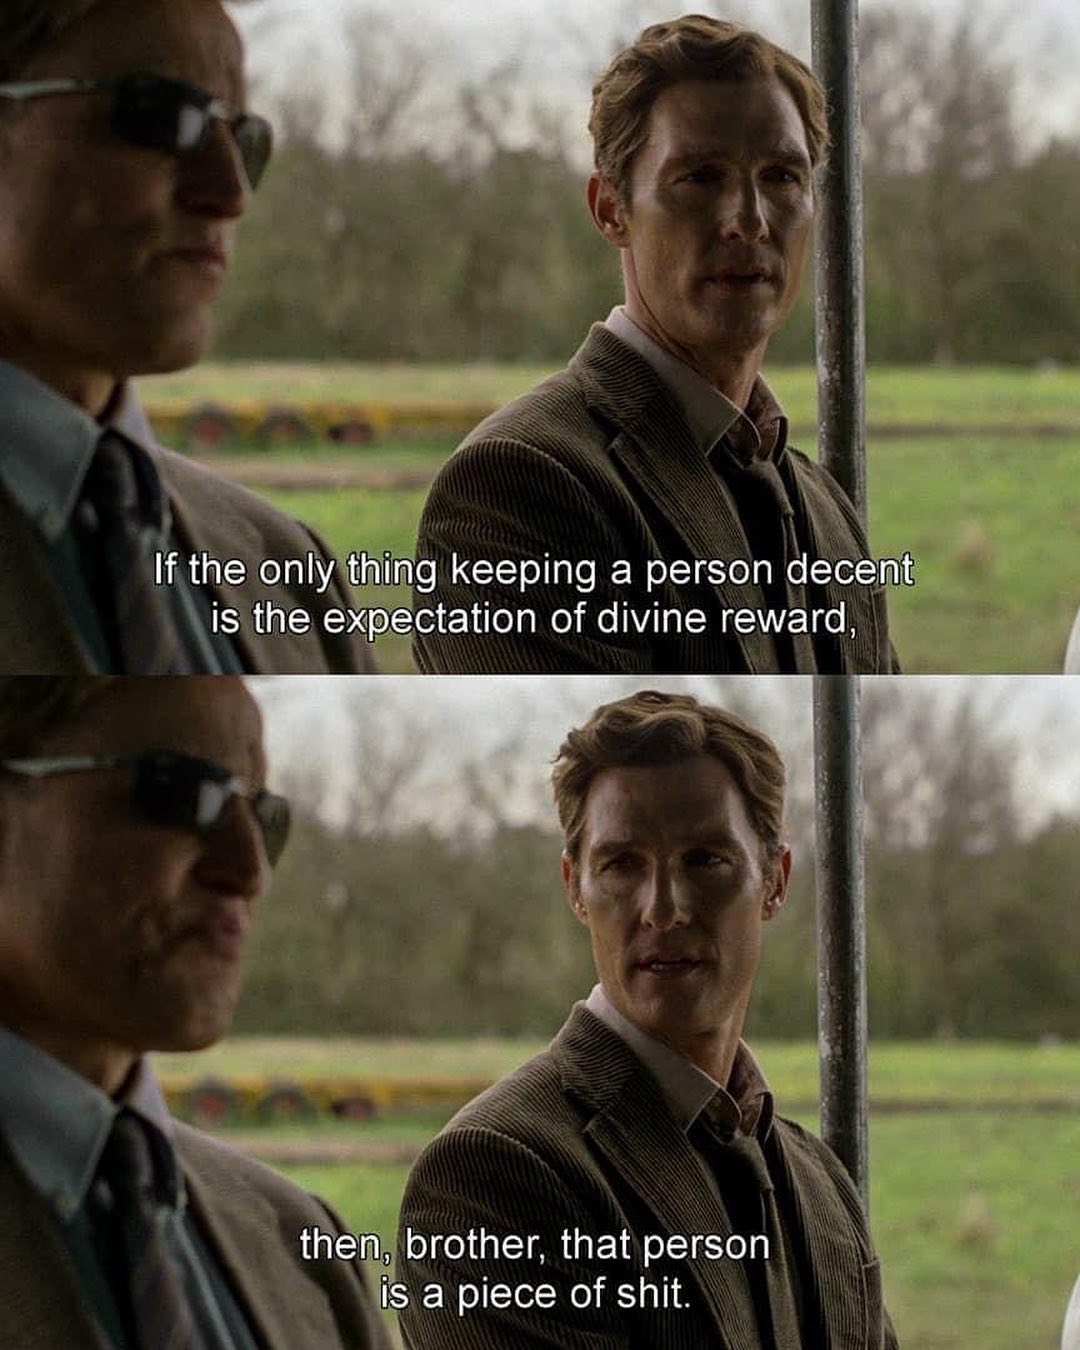 If the only thing keeping a person decent
is the expectation of divine reward,
then, brother, that person
is a piece of shit.